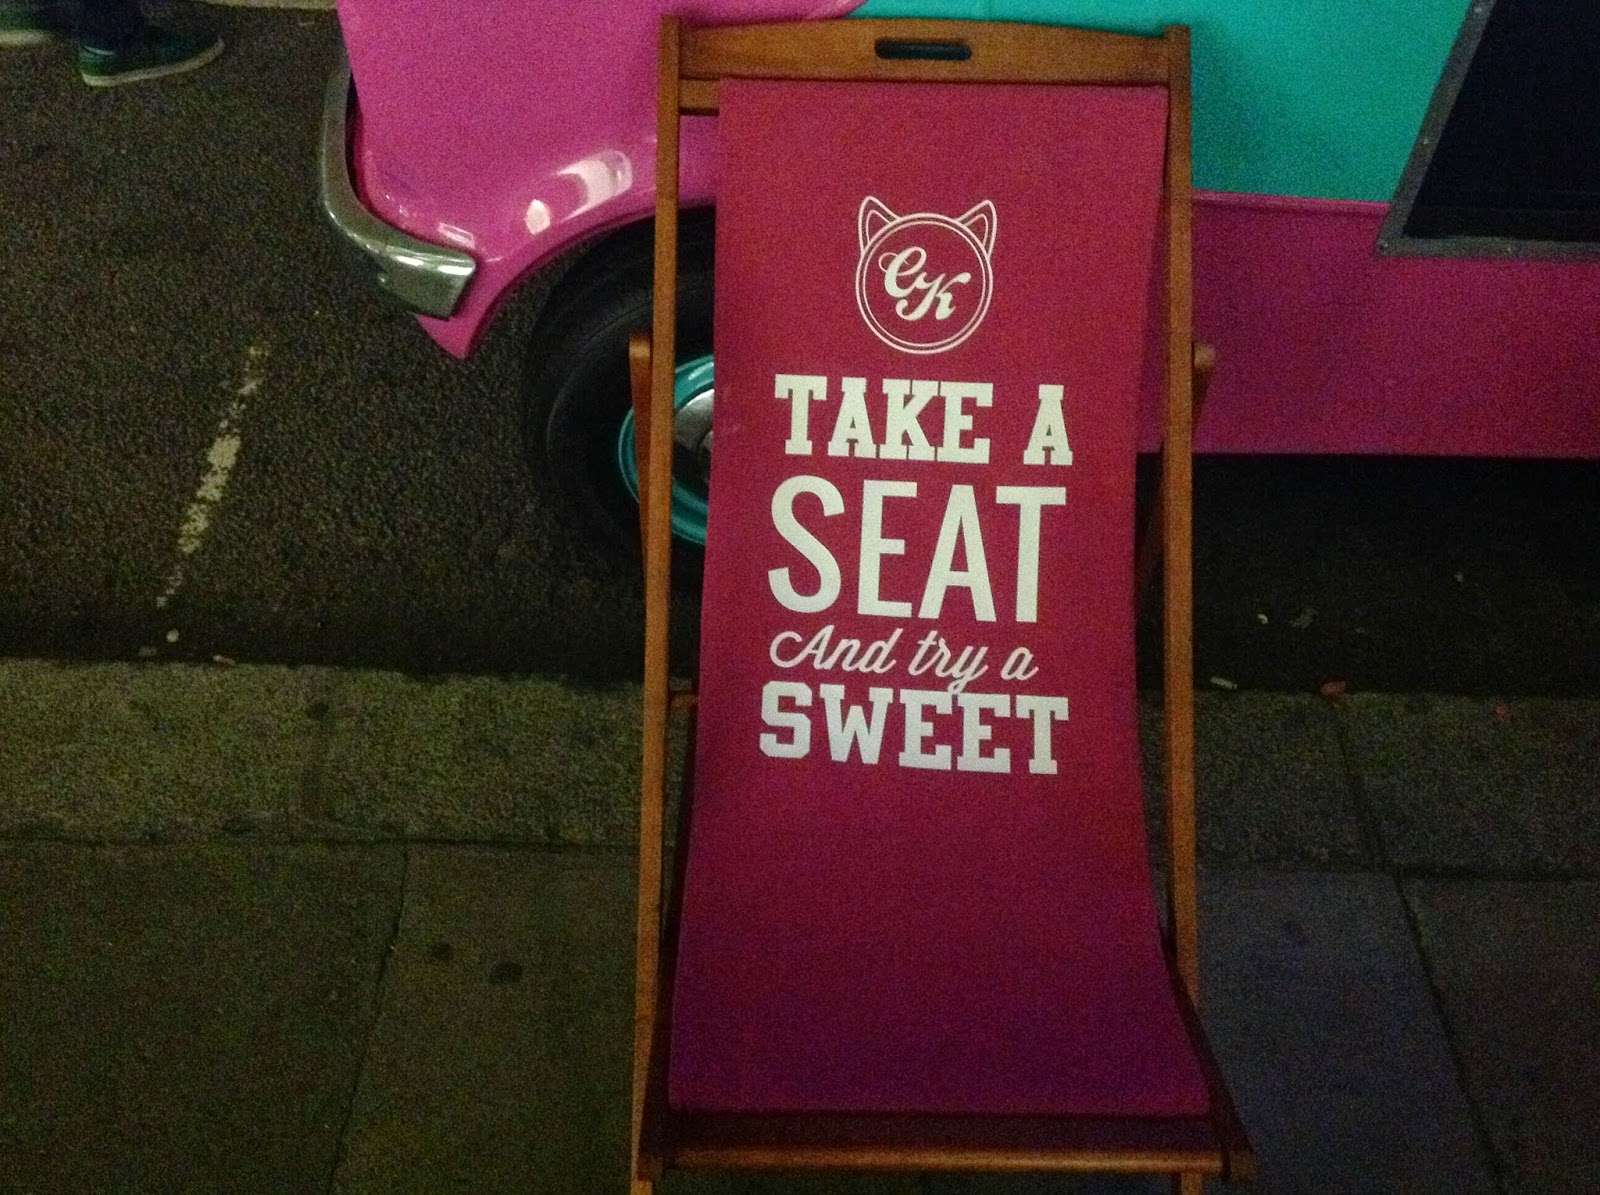 CK
TAKE A
SEAT
And try a
SWEET